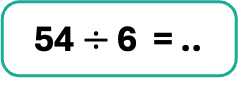 54 ÷ 6 = ..